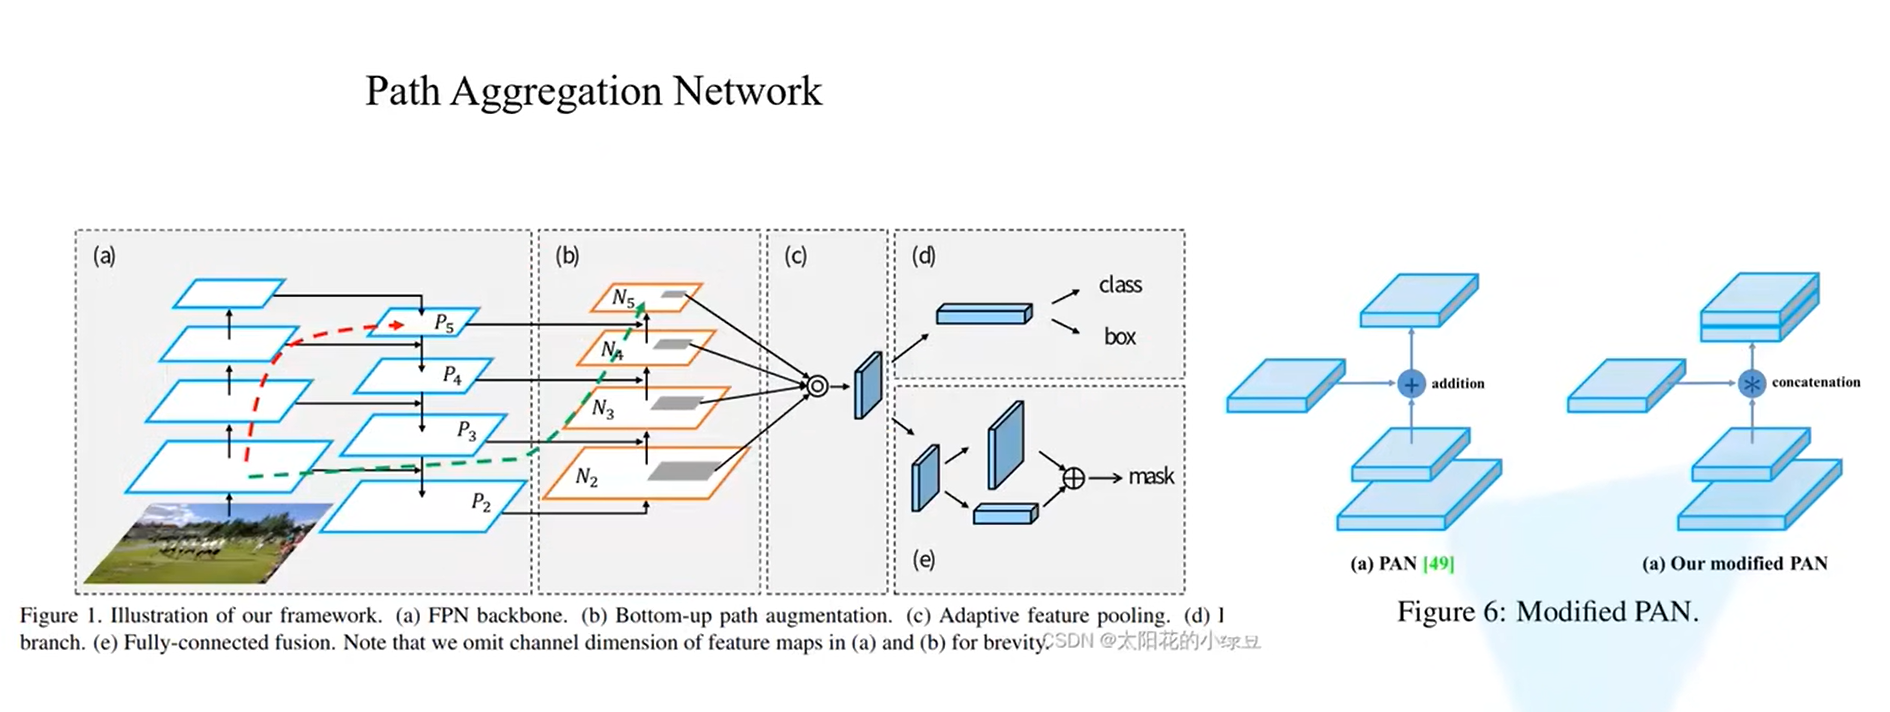 Path Aggregation Network
(a)
P5
P4
P3
P2
(b)
N5
N4
N3
N2
(c)
(d)
class
box
mask
(e)
Figure 1. Illustration of our framework. (a) FPN backbone. (b) Bottom-up path augmentation. (c) Adaptive feature pooling. (d)
branch. (e) Fully-connected fusion. Note that we omit channel dimension of feature maps in (a) and (b) for brevity.
CSDN @太阳花的小绿豆
addition
(a) PAN [49]
concatenation
(a) Our modified PAN
Figure 6: Modified PAN.